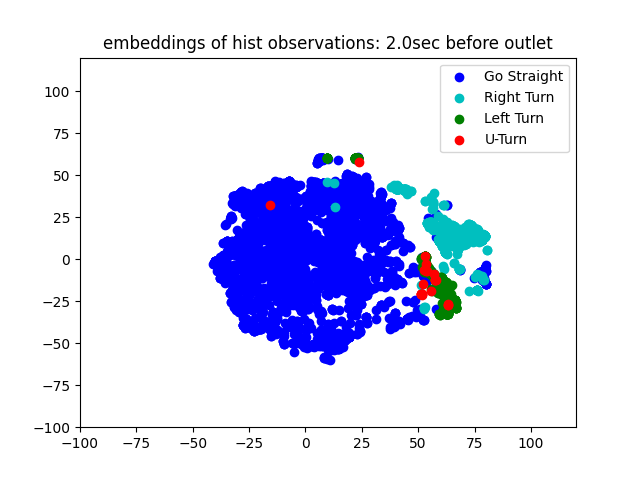 embeddings of hist observations: 2.0sec before outlet
Go Straight
Right Turn
Left Turn
U-Turn
100
75
50
25
0
−25
−50
−75
−100
−100 −75 −50 −25 0 25 50 75 100